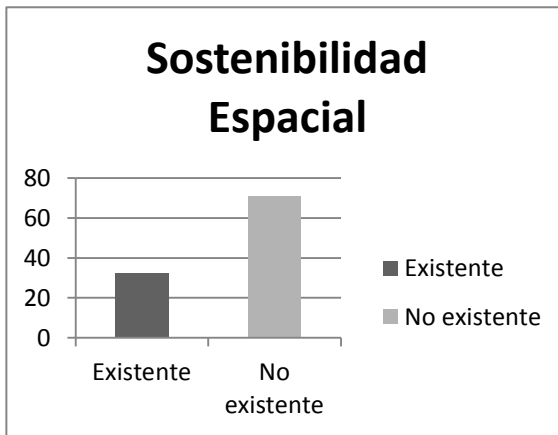 Sostenibilidad
Espacial
80
60
40
20
0
Existente
No
existente
Existente
No existente